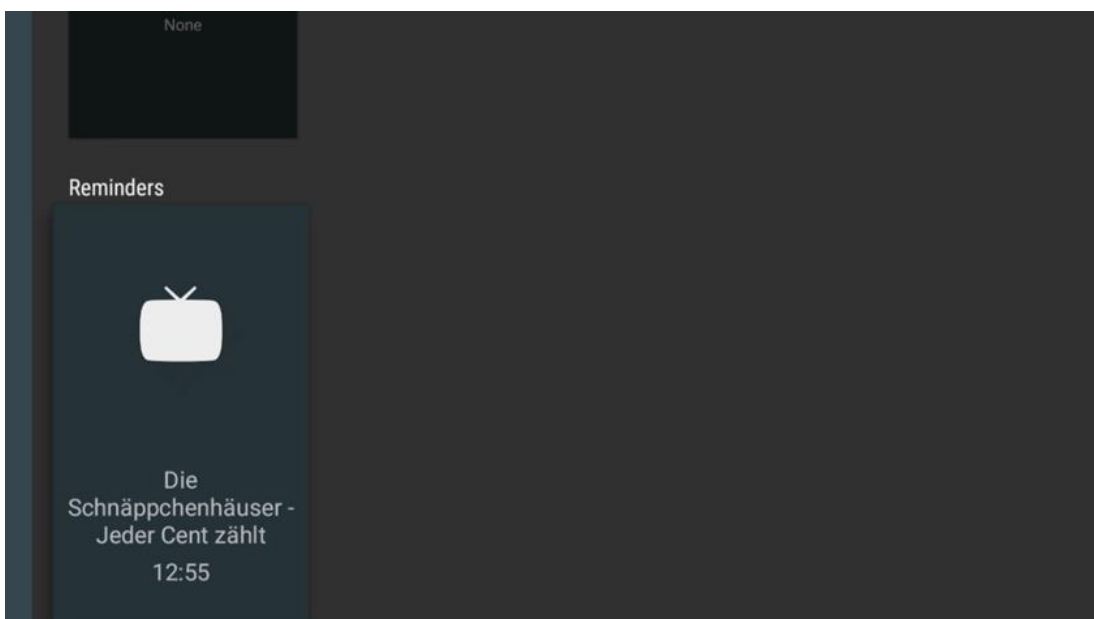 None
Reminders
Die
Schnäppchenhäuser -
Jeder Cent zählt
12:55